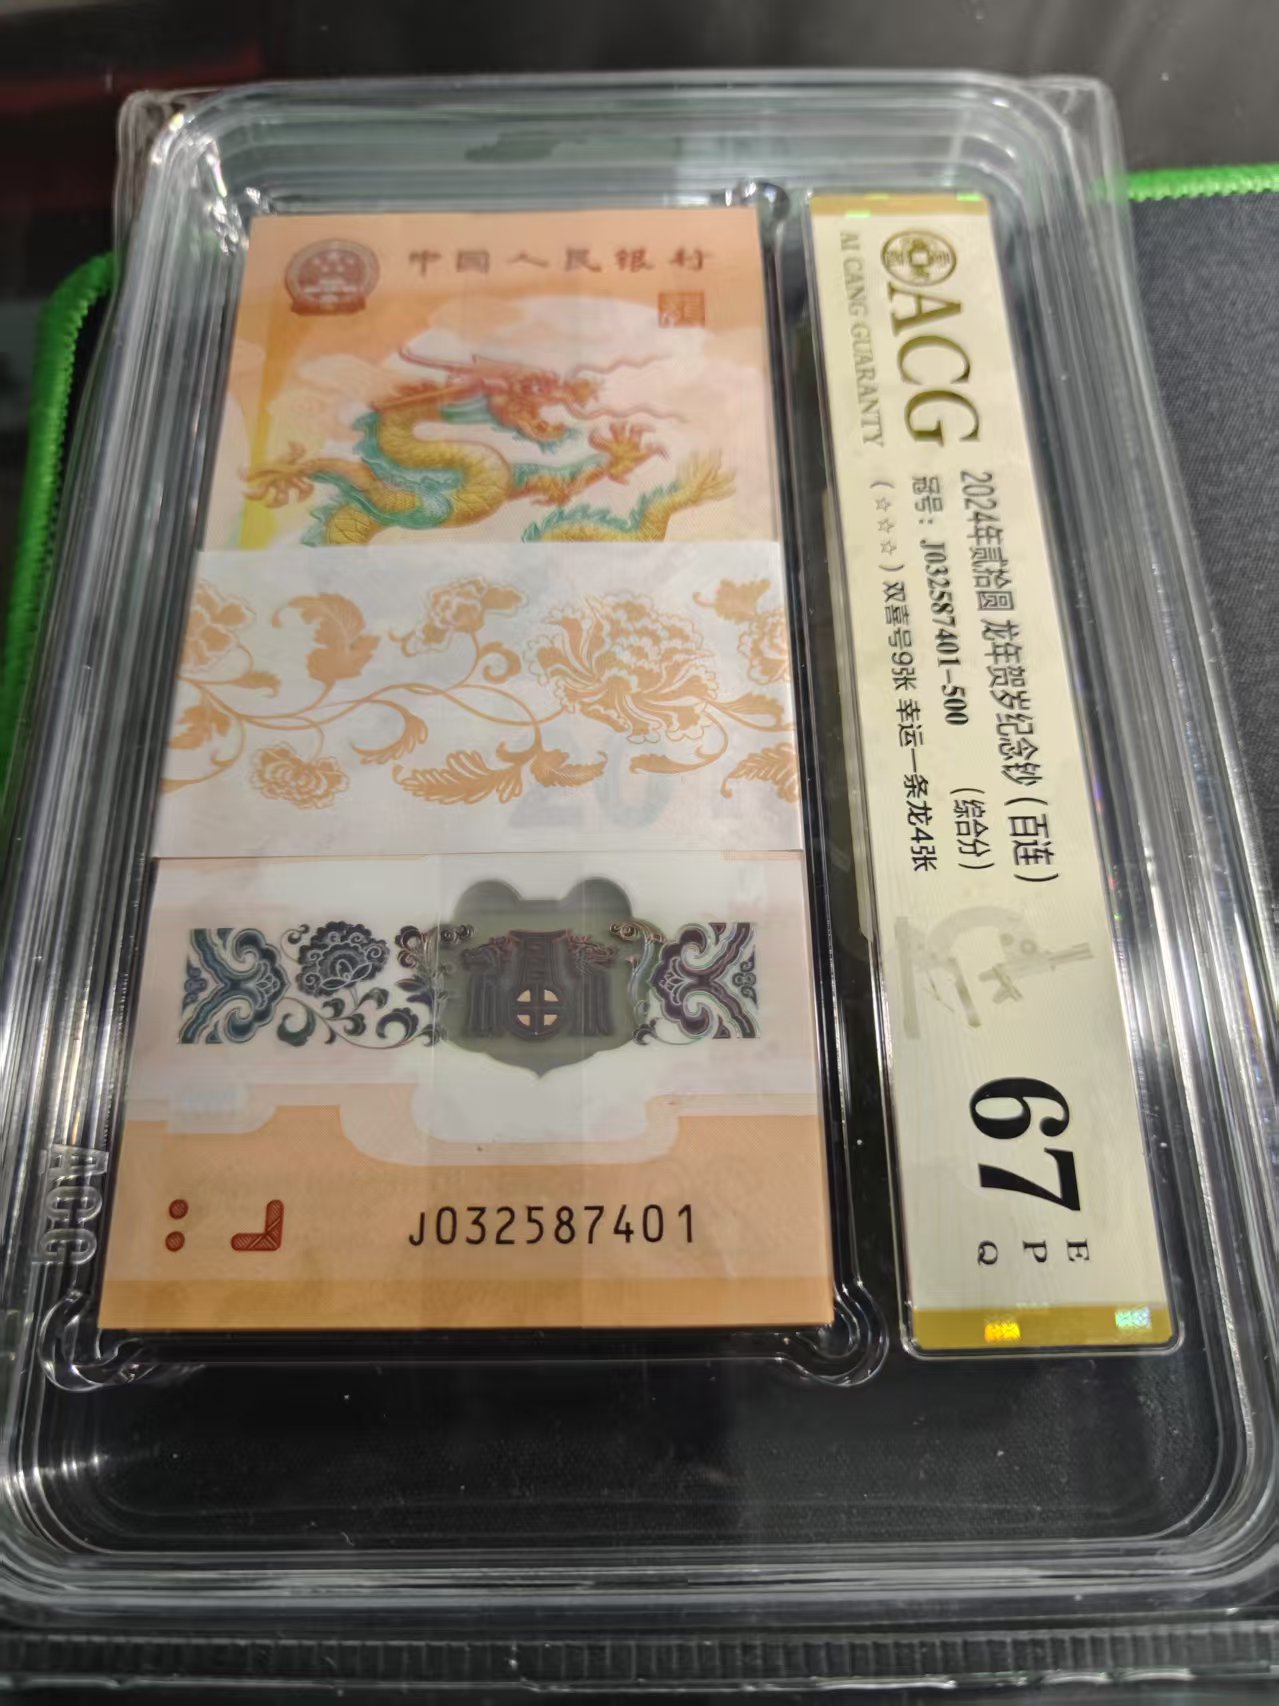 中国人民银行
J032587401
ACG
AI CANG GUARANTY
2024年贰拾圆 龙年贺岁纪念钞（百连）
冠号：J032587401-500 （综合分）
（☆☆☆）双喜号9张 幸运一条龙4张
67
E
P
Q
ACG